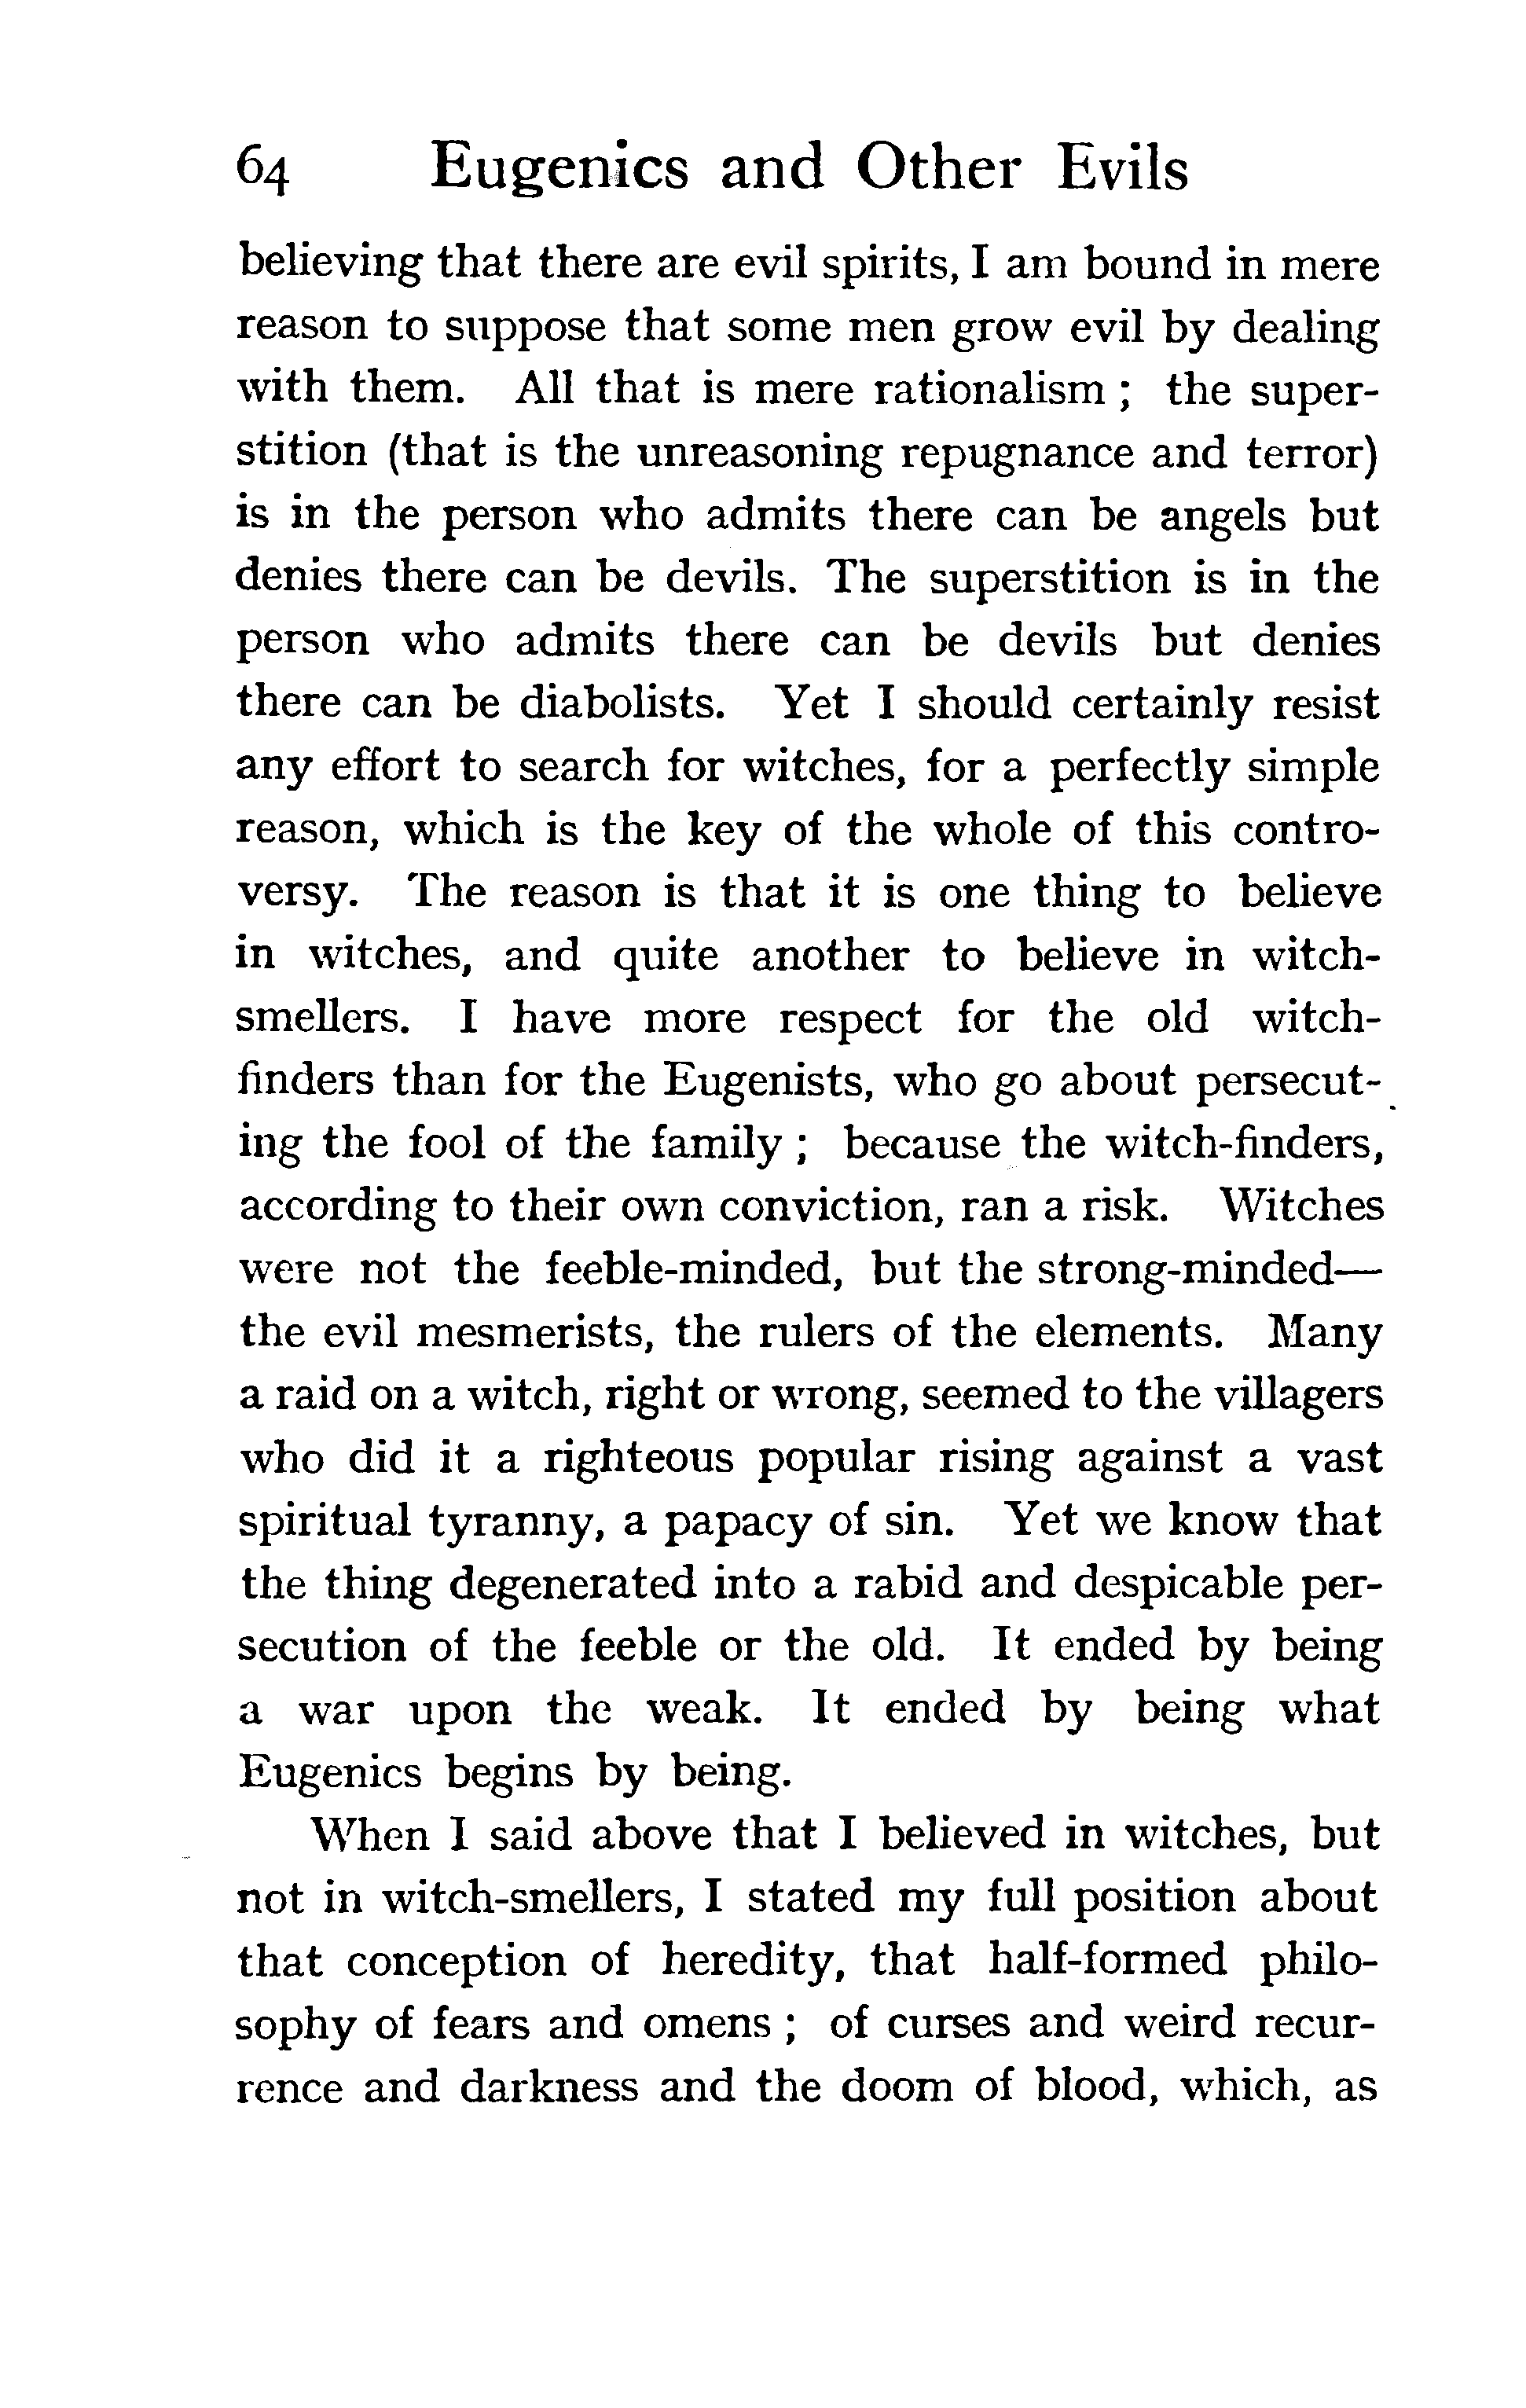 64 Eugenics and Other Evils
believing that there are evil spirits, I am bound in mere
reason to suppose that some men grow evil by dealing
with them. All that is mere rationalism ; the super-
stition (that is the unreasoning repugnance and terror)
is in the person who admits there can be angels but
denies there can be devils. The superstition is in the
person who admits there can be devils but denies
there can be diabolists. Yet I should certainly resist
any effort to search for witches, for a perfectly simple
reason, which is the key of the whole of this contro-
versy. The reason is that it is one thing to believe
in witches, and quite another to believe in witch-
smellers. I have more respect for the old witch-
finders than for the Eugenists, who go about persecut-
ing the fool of the family ; because the witch-finders,
according to their own conviction, ran a risk. Witches
were not the feeble-minded, but the strong-minded—
the evil mesmerists, the rulers of the elements. Many
a raid on a witch, right or wrong, seemed to the villagers
who did it a righteous popular rising against a vast
spiritual tyranny, a papacy of sin. Yet we know that
the thing degenerated into a rabid and despicable per-
secution of the feeble or the old. It ended by being
a war upon the weak. It ended by being what
Eugenics begins by being.
When I said above that I believed in witches, but
not in witch-smellers, I stated my full position about
that conception of heredity, that half-formed philo-
sophy of fears and omens ; of curses and weird recur-
rence and darkness and the doom of blood, which, as